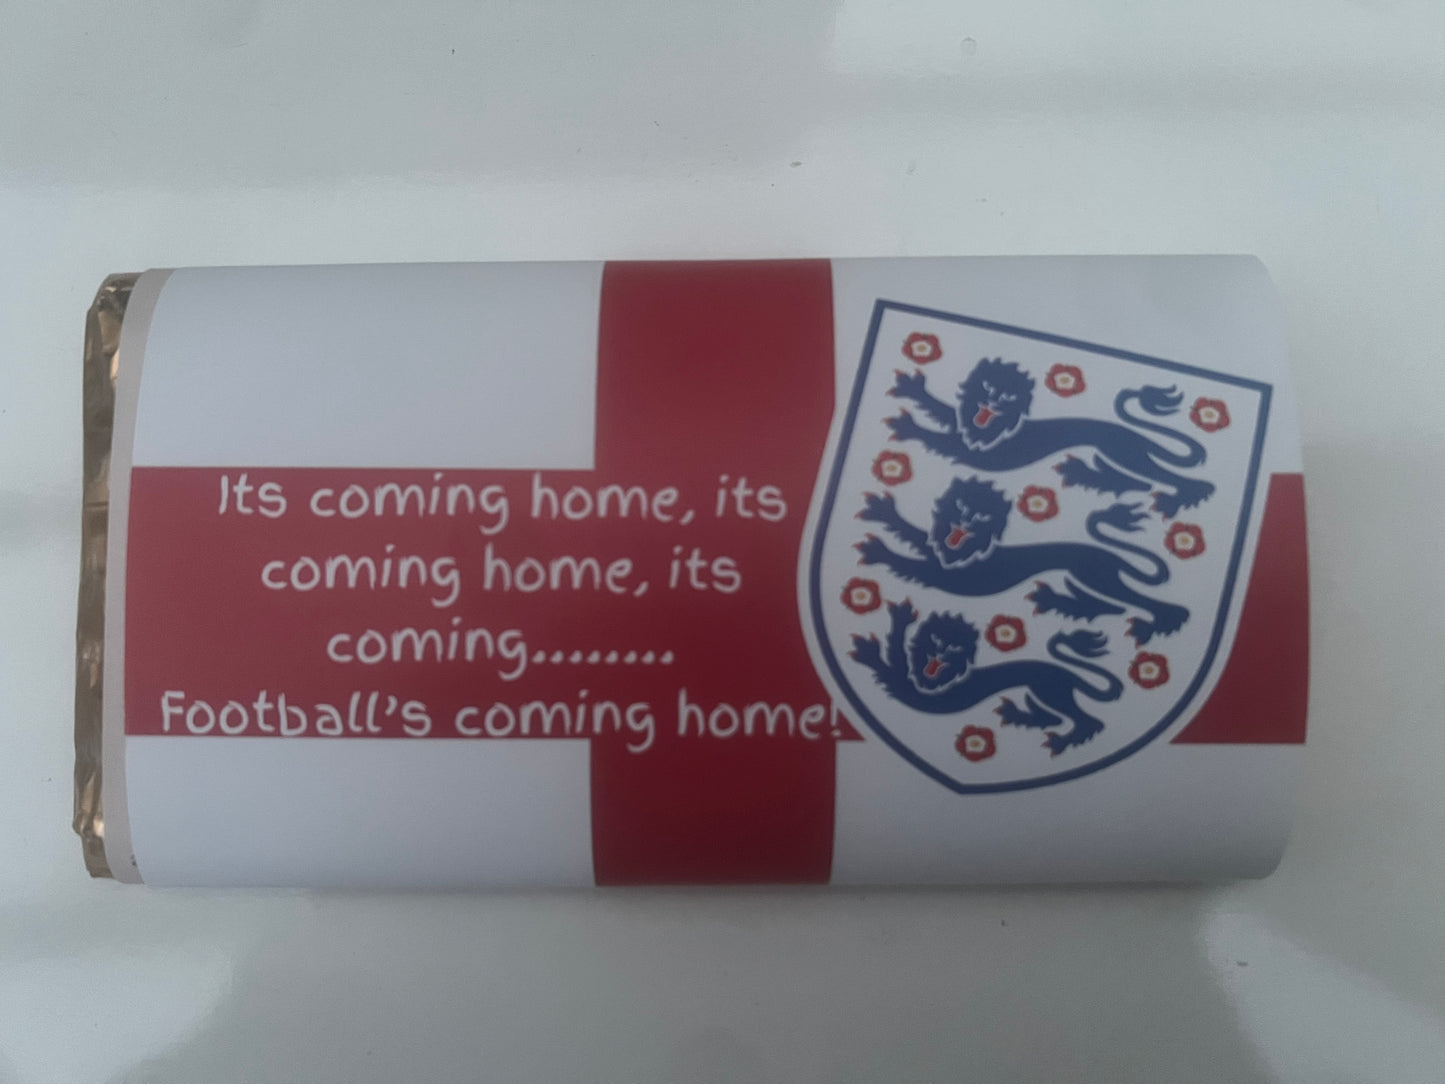 Its coming home, its
coming home, its
coming........
Football's coming home!